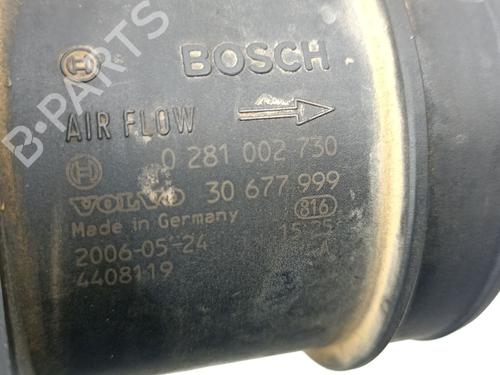 BOSCH
AIR FLOW
0 281 002 730
VOLVO 30 677 999
Made in Germany 816
2006-05-24 15:25
4408119 A
B-PARTS